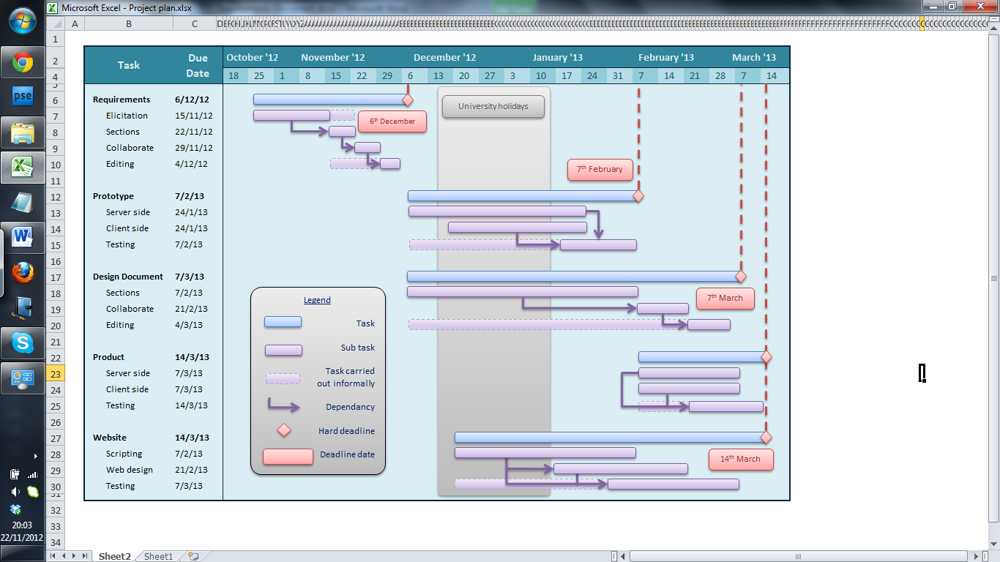 Microsoft Excel - Project plan.xlsx
A B C
1
2
4
5
6
7
8
9
10
11
12
13
14
15
16
17
18
19
20
21
22
23
24
25
26
27
28
29
30
31
32
33
34
Task Due Date October '12 November '12 December '12 January '13 February '13 March '13
18 25 1 8 15 22 29 6 13 20 27 3 10 17 24 31 7 14 21 28 7 14
Requirements 6/12/12
University holidays
Elicitation 15/11/12
6th December
Sections 22/11/12
Collaborate 29/11/12
Editing 4/12/12
7th February
Prototype 7/2/13
Server side 24/1/13
Client side 24/1/13
Testing 7/2/13
Design Document 7/3/13
Sections 7/2/13
7th March
Collaborate 21/2/13
Editing 4/3/13
Product 14/3/13
Server side 7/3/13
Client side 7/3/13
Testing 14/3/13
Website 14/3/13
Scripting 7/2/13
14th March
Web design 21/2/13
Testing 7/3/13
Legend
Task
Sub task
Task carried
out informally
Dependancy
Hard deadline
Deadline date
pse
20:03
22/11/2012
Sheet2 Sheet1